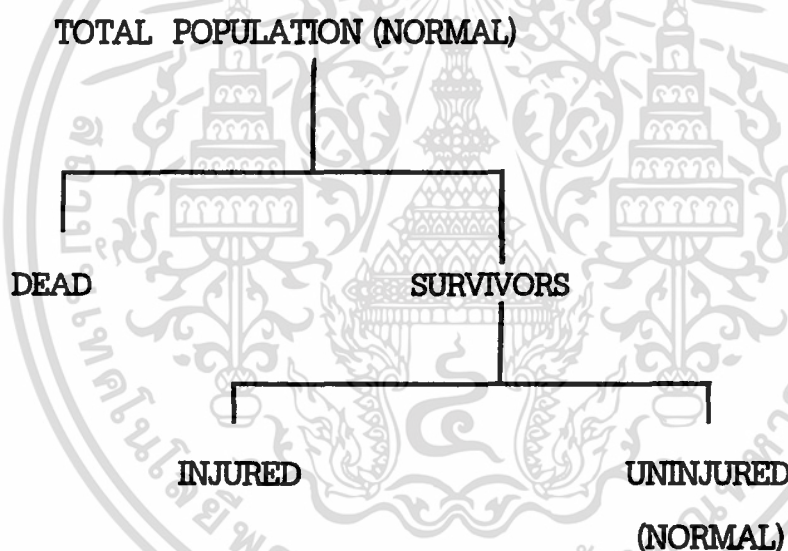 TOTAL POPULATION (NORMAL)
DEAD
SURVIVORS
INJURED
UNINJURED
(NORMAL)